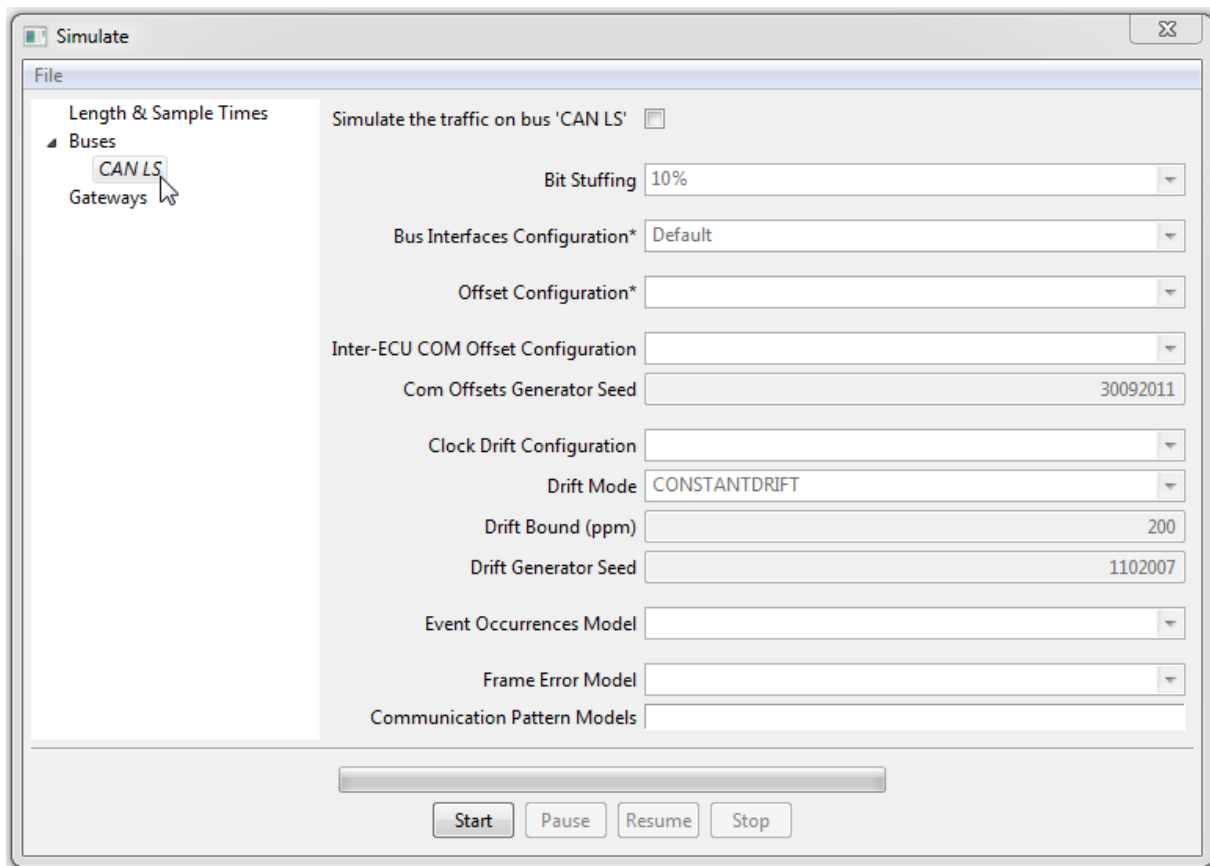 Simulate
File
Length & Sample Times
Buses
CAN LS
Gateways
Simulate the traffic on bus 'CAN LS'
Bit Stuffing 10%
Bus Interfaces Configuration* Default
Offset Configuration*
Inter-ECU COM Offset Configuration
Com Offsets Generator Seed 30092011
Clock Drift Configuration
Drift Mode CONSTANTDRIFT
Drift Bound (ppm) 200
Drift Generator Seed 1102007
Event Occurrences Model
Frame Error Model
Communication Pattern Models
Start Pause Resume Stop